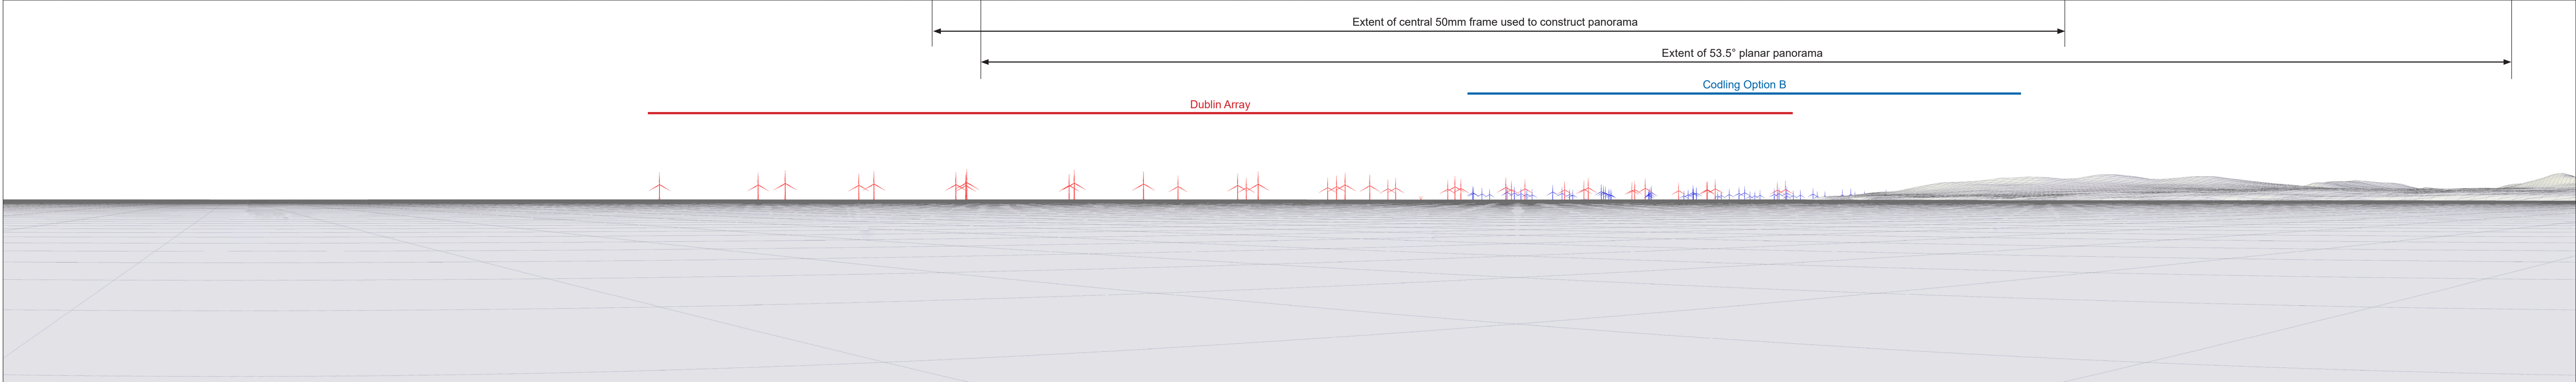 Extent of central 50mm frame used to construct panorama
Extent of 53.5° planar panorama
Codling Option B
Dublin Array